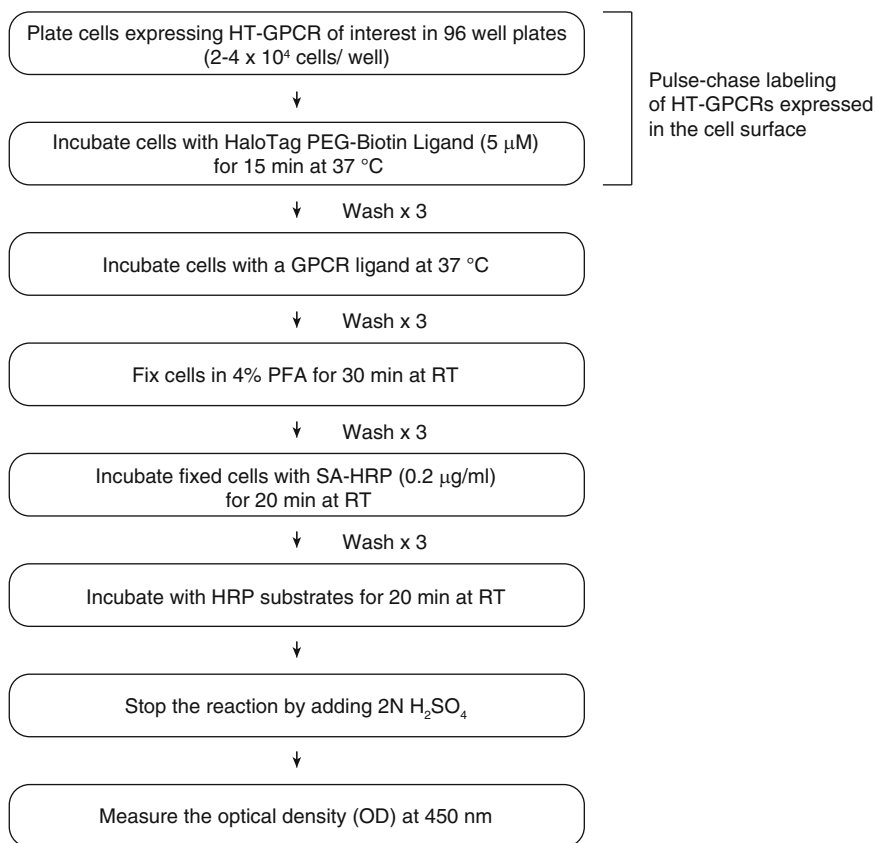 Plate cells expressing HT-GPCR of interest in 96 well plates
(2-4 x 10⁴ cells/ well)
Pulse-chase labeling
of HT-GPCRs expressed
in the cell surface
Incubate cells with HaloTag PEG-Biotin Ligand (5 μM)
for 15 min at 37 °C
Wash x 3
Incubate cells with a GPCR ligand at 37 °C
Wash x 3
Fix cells in 4% PFA for 30 min at RT
Wash x 3
Incubate fixed cells with SA-HRP (0.2 μg/ml)
for 20 min at RT
Wash x 3
Incubate with HRP substrates for 20 min at RT
Stop the reaction by adding 2N H₂SO₄
Measure the optical density (OD) at 450 nm